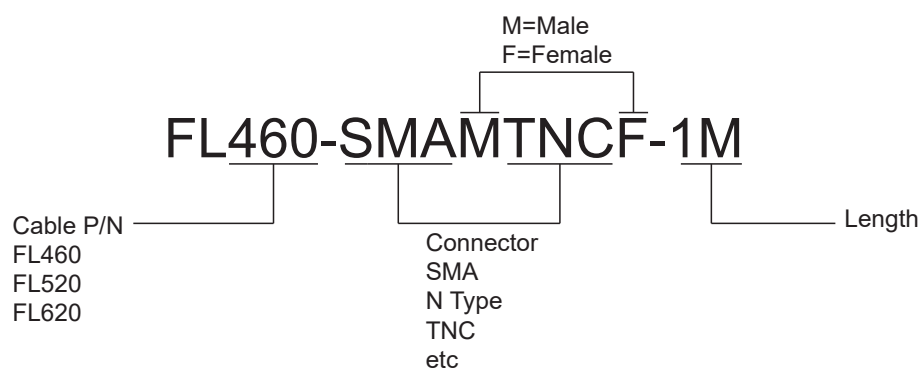 M=Male
F=Female
FL460-SMAMTNCF-1M
Cable P/N
FL460
FL520
FL620
Connector
SMA
N Type
TNC
etc
Length